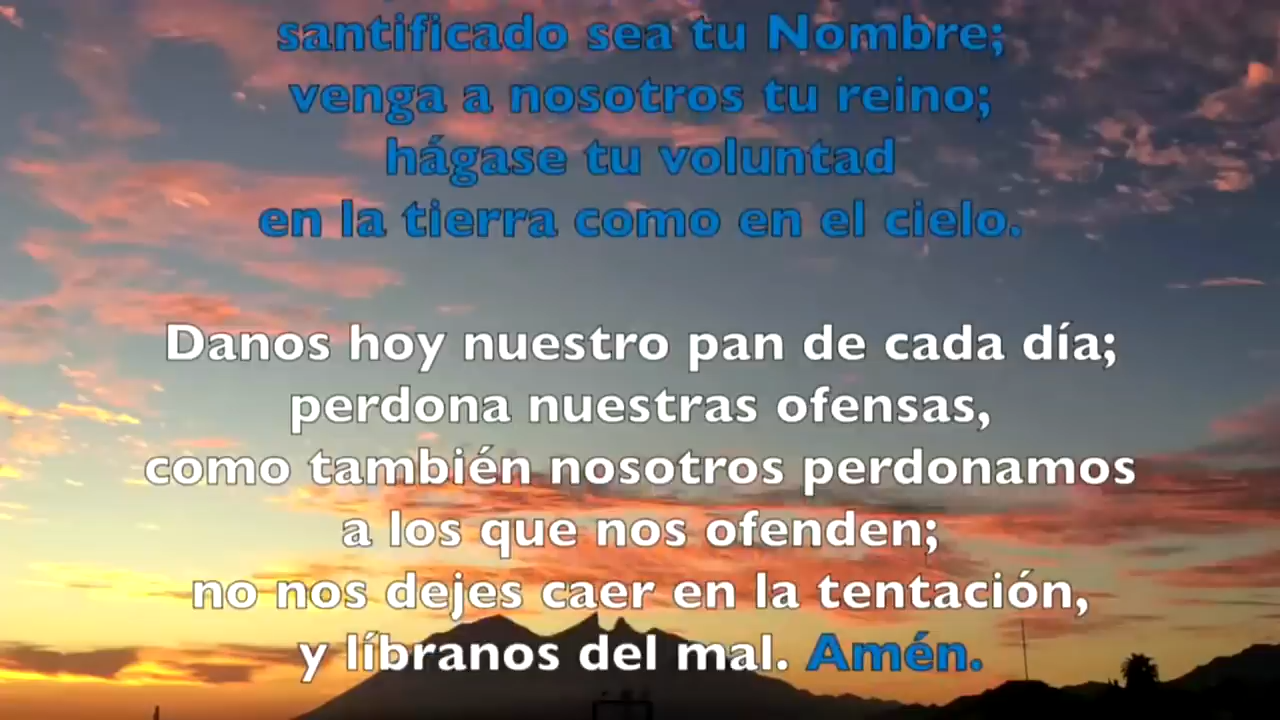 santificado sea tu Nombre;
venga a nosotros tu reino;
hágase tu voluntad
en la tierra como en el cielo.
Danos hoy nuestro pan de cada día;
perdona nuestras ofensas,
como también nosotros perdonamos
a los que nos ofenden;
no nos dejes caer en la tentación,
y líbranos del mal. Amén.